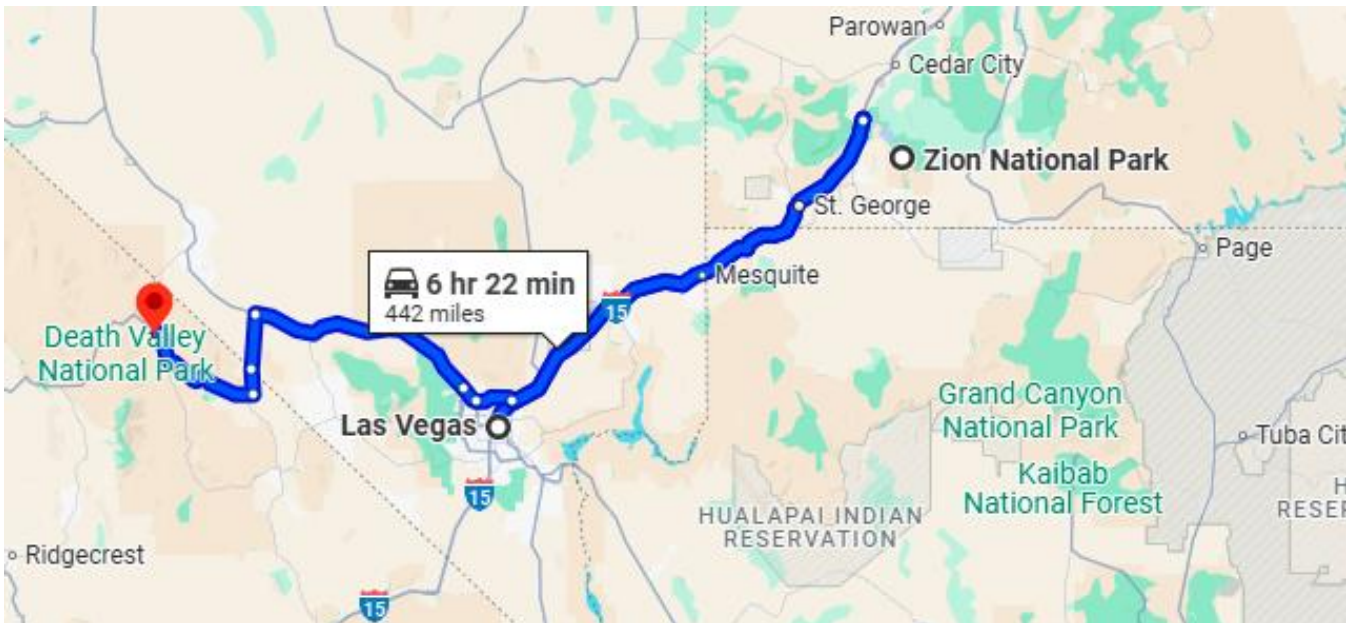 Parowan
Cedar City
Zion National Park
St. George
Page
Mesquite
6 hr 22 min
442 miles
15
Death Valley
National Park
Las Vegas
Grand Canyon
National Park
Tuba Cit
Kaibab
National Forest
15
HUALAPAI INDIAN
RESERVATION
H
RESER
Ridgecrest
15